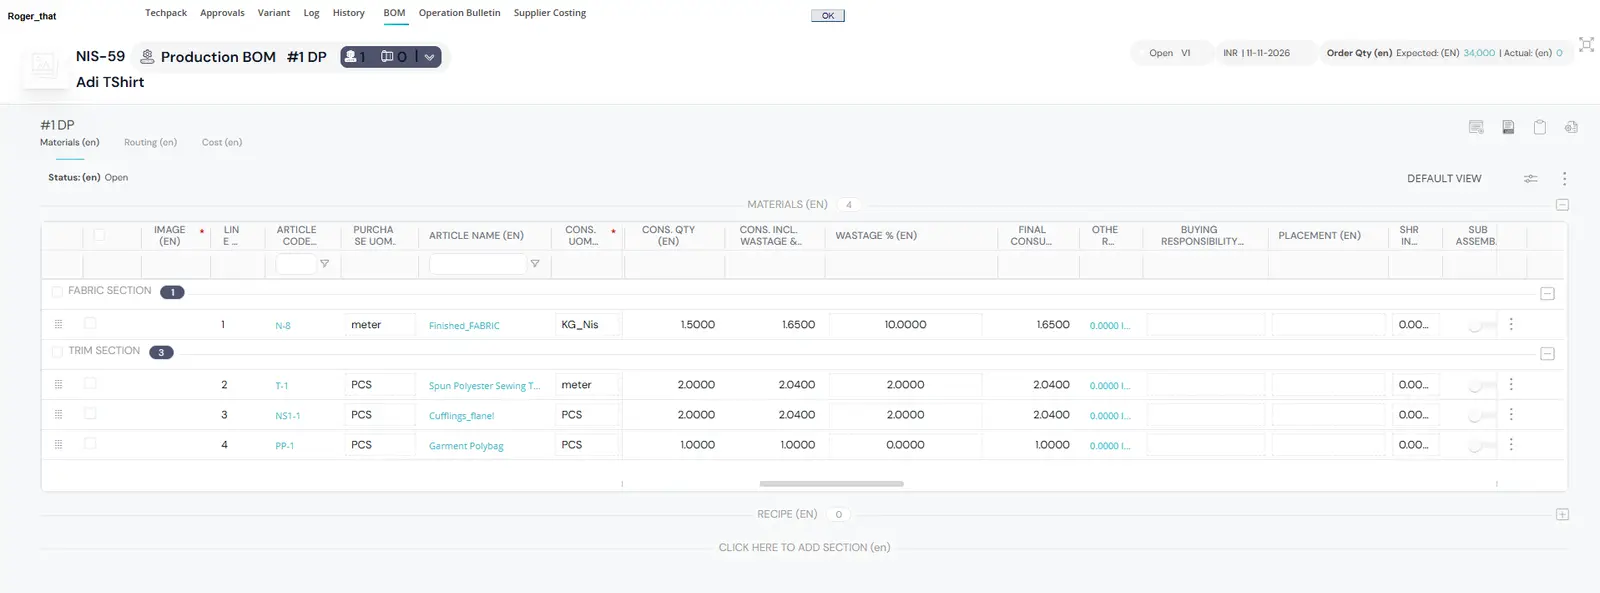 Roger_that
Techpack Approvals Variant Log History BOM Operation Bulletin Supplier Costing
OK
NIS-59 Production BOM #1 DP 1 0
Adi TShirt
Open V1 INR | 11-11-2026 Order Qty (en) Expected: (EN) 34,000 | Actual: (en) 0
#1 DP
Materials (en) Routing (en) Cost (en)
Status: (en) Open
DEFAULT VIEW
MATERIALS (EN) 4
IMAGE (EN) * LIN E ... ARTICLE CODE... PURCHA SE UOM.. ARTICLE NAME (EN) CONS. UOM... * CONS. QTY (EN) CONS. INCL. WASTAGE &... WASTAGE % (EN) FINAL CONSU... OTHE R... BUYING RESPONSIBILITY... PLACEMENT (EN) SHR IN... SUB ASSEMB.
FABRIC SECTION 1
1 N-8 meter Finished_FABRIC KG_Nis 1.5000 1.6500 10.0000 1.6500 0.0000 I... 0.00...
TRIM SECTION 3
2 T-1 PCS Spun Polyester Sewing T... meter 2.0000 2.0400 2.0000 2.0400 0.0000 I... 0.00...
3 NS1-1 PCS Cufflings_flanel PCS 2.0000 2.0400 2.0000 2.0400 0.0000 I... 0.00...
4 PP-1 PCS Garment Polybag PCS 1.0000 1.0000 0.0000 1.0000 0.0000 I... 0.00...
RECIPE (EN) 0
CLICK HERE TO ADD SECTION (en)